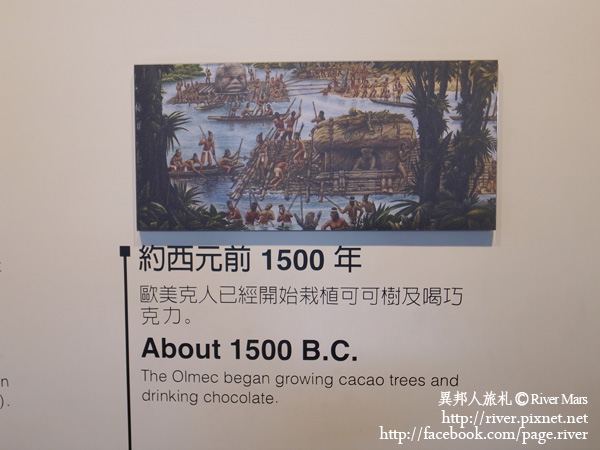 約西元前 1500 年
歐美克人已經開始栽植可可樹及喝巧
克力。
About 1500 B.C.
The Olmec began growing cacao trees and
drinking chocolate.
n
).
異邦人旅札 © River Mars
http://river.pixnet.net
http://facebook.com/page.river